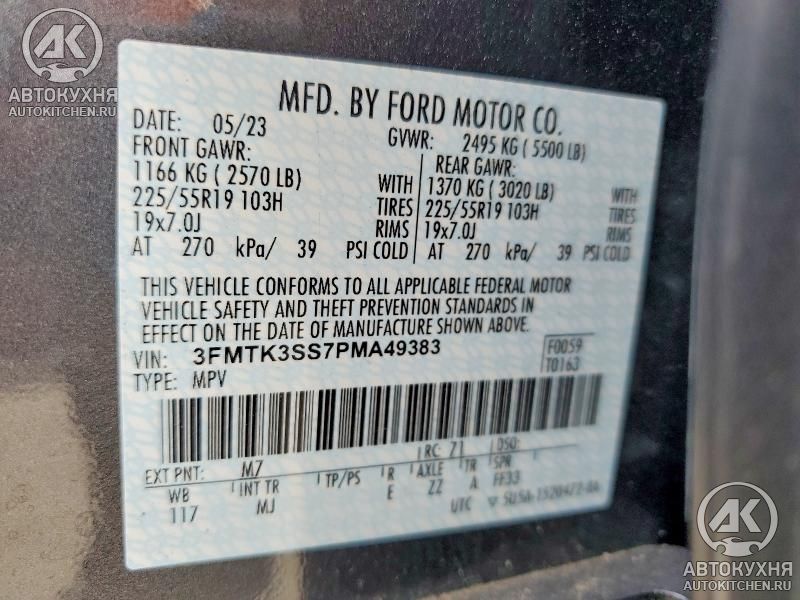 АК
АВТОКУХНЯ
AUTOKITCHEN.RU
MFD. BY FORD MOTOR CO.
DATE: 05/23
GVWR: 2495 KG ( 5500 LB)
FRONT GAWR:
REAR GAWR:
1166 KG ( 2570 LB) WITH
1370 KG ( 3020 LB) WITH
225/55R19 103H TIRES
225/55R19 103H TIRES
19x7.0J RIMS
19x7.0J RIMS
AT 270 kPa/ 39 PSI COLD
AT 270 kPa/ 39 PSI COLD
THIS VEHICLE CONFORMS TO ALL APPLICABLE FEDERAL MOTOR
VEHICLE SAFETY AND THEFT PREVENTION STANDARDS IN
EFFECT ON THE DATE OF MANUFACTURE SHOWN ABOVE.
VIN: 3FMTK3SS7PMA49383
F0059
TYPE: MPV
T0163
EXT PNT: M7 RC: 71 DSO:
WB INT TR TP/PS R AXLE TR SPR
117 MJ E ZZ A FF33
UTC
АК
АВТОКУХНЯ
AUTOKITCHEN.RU